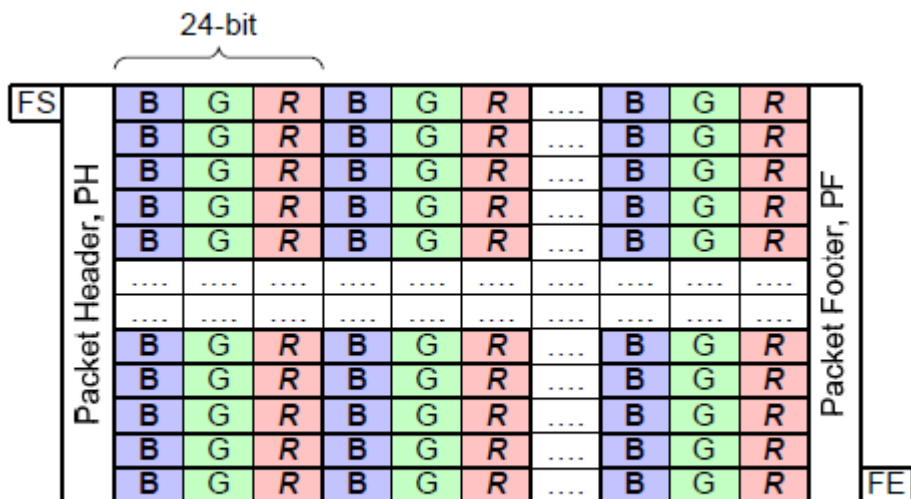 24-bit
FS B G R B G R .... B G R
B G R B G R .... B G R
B G R B G R .... B G R
B G R B G R .... B G R
B G R B G R .... B G R
.... .... .... .... .... .... .... .... .... ....
.... .... .... .... .... .... .... .... .... ....
B G R B G R .... B G R
B G R B G R .... B G R
B G R B G R .... B G R
B G R B G R .... B G R
B G R B G R .... B G R FE
Packet Header, PH
Packet Footer, PF